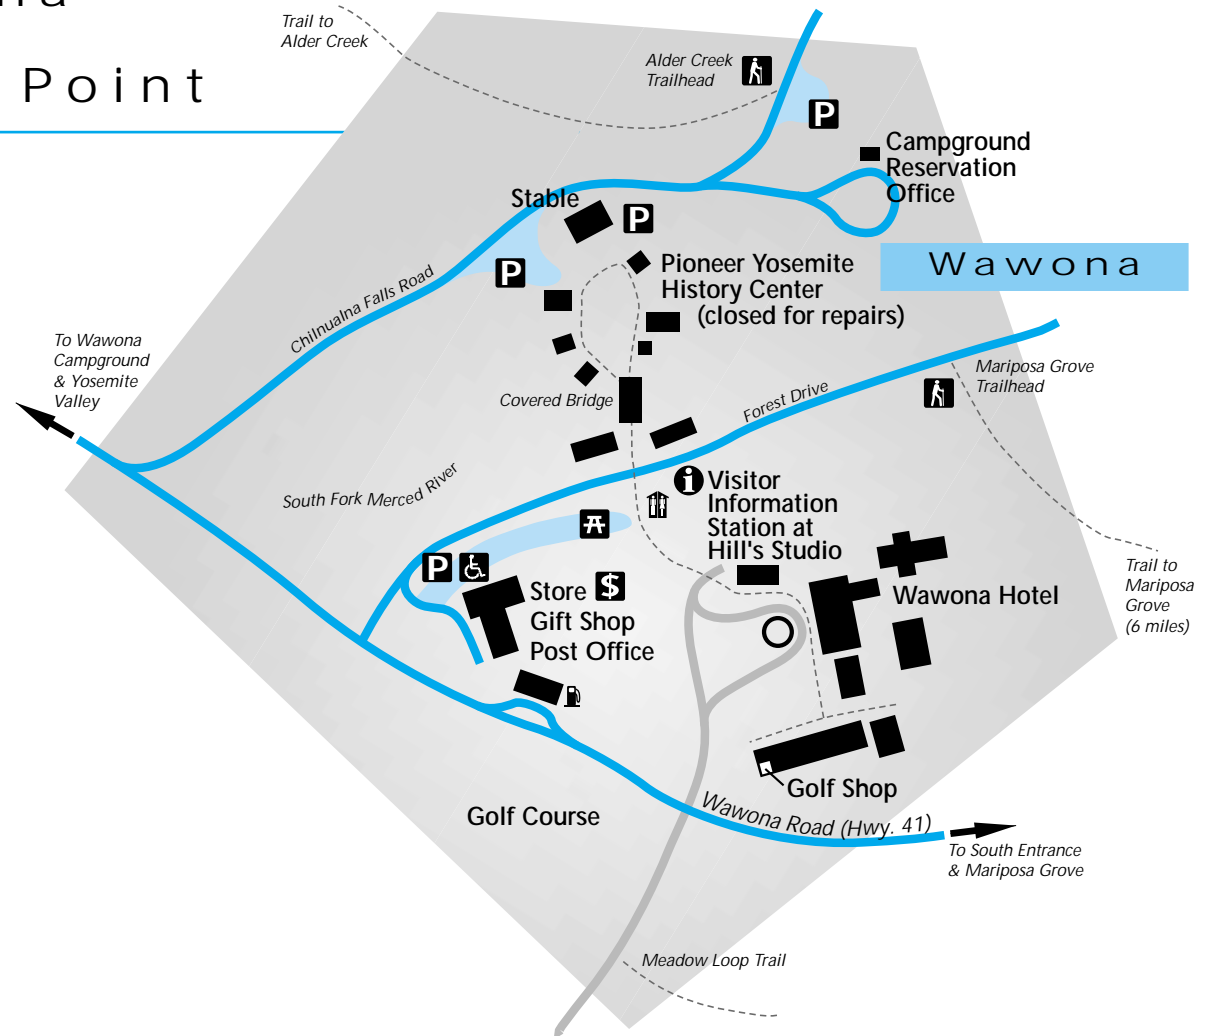 Point
Trail to
Alder Creek
Alder Creek
Trailhead
P
Campground
Reservation
Office
Stable
P
Wawona
P
Pioneer Yosemite
History Center
(closed for repairs)
Chilnualna Falls Road
To Wawona
Campground
& Yosemite
Valley
Mariposa Grove
Trailhead
Covered Bridge
Forest Drive
South Fork Merced River
i Visitor
Information
Station at
Hill's Studio
P
Trail to
Mariposa
Grove
(6 miles)
Store $
Gift Shop
Post Office
Wawona Hotel
Golf Shop
Golf Course
Wawona Road (Hwy. 41)
To South Entrance
& Mariposa Grove
Meadow Loop Trail